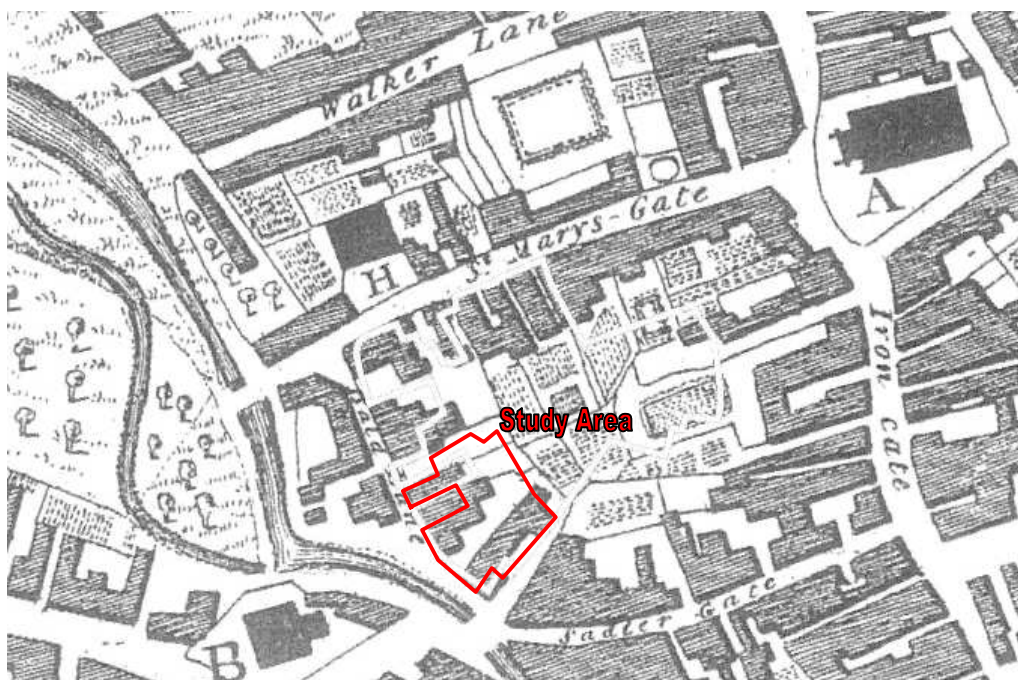 Walker Lane
A
St Marys-Gate
H
Iron Gate
Study Area
Sadler Gate
B